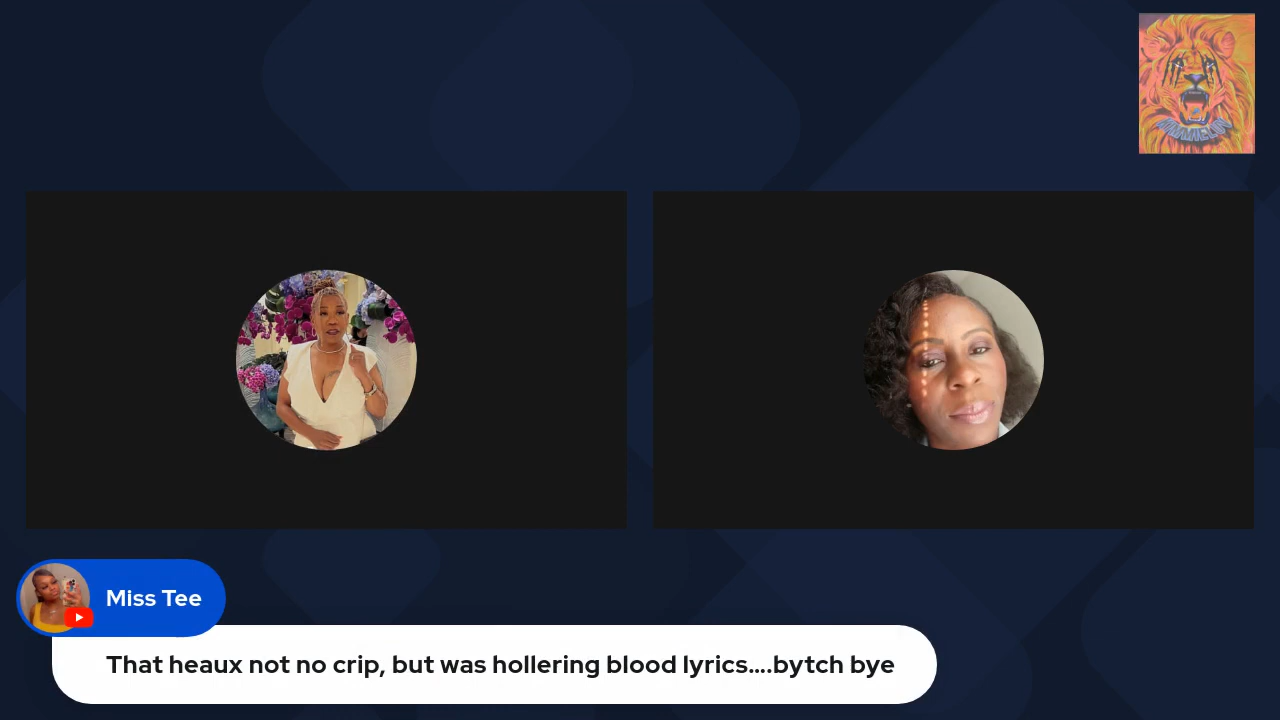 Miss Tee
That heaux not no crip, but was hollering blood lyrics....bytch bye